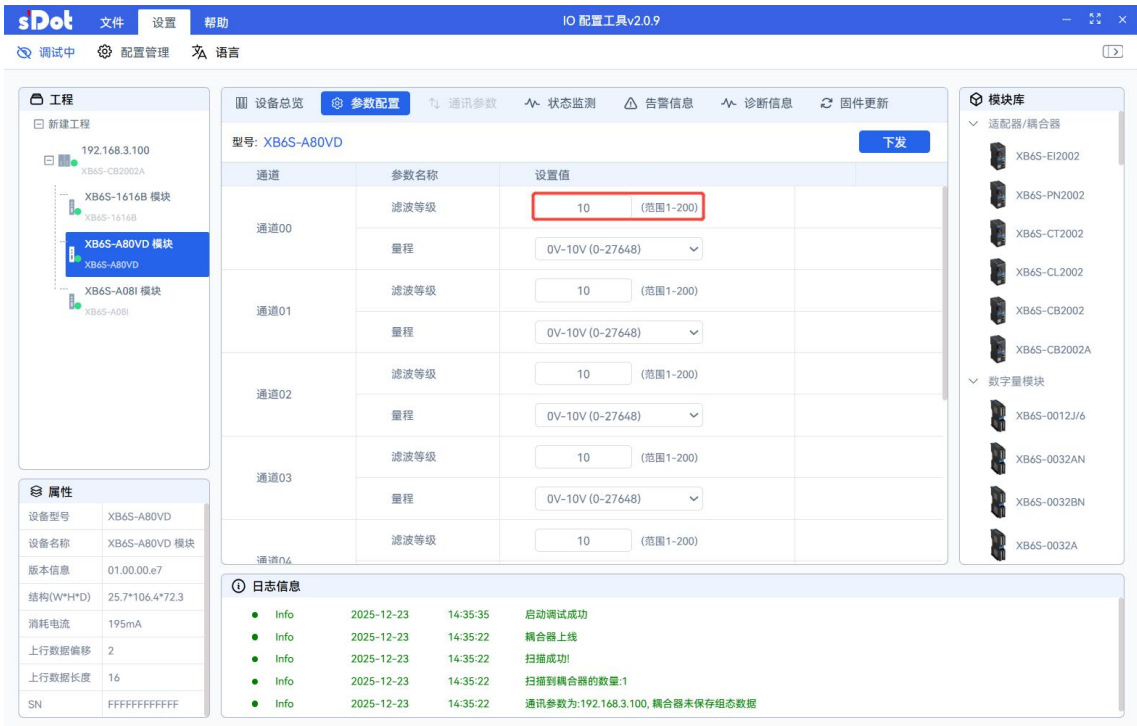 sDot 文件 设置 帮助 IO 配置工具v2.0.9
调试中 配置管理 语言
工程
新建工程
192.168.3.100
XB6S-CB2002A
XB6S-1616B 模块
XB6S-1616B
XB6S-A80VD 模块
XB6S-A80VD
XB6S-A08I 模块
XB6S-A08I
属性
设备型号 XB6S-A80VD
设备名称 XB6S-A80VD 模块
版本信息 01.00.00.e7
结构(W*H*D) 25.7*106.4*72.3
消耗电流 195mA
上行数据偏移 2
上行数据长度 16
SN FFFFFFFFFFFF
设备总览 参数配置 通讯参数 状态监测 告警信息 诊断信息 固件更新
型号: XB6S-A80VD 下发
通道 参数名称 设置值
通道00
滤波等级 10 (范围1-200)
量程 0V-10V (0-27648)
通道01
滤波等级 10 (范围1-200)
量程 0V-10V (0-27648)
通道02
滤波等级 10 (范围1-200)
量程 0V-10V (0-27648)
通道03
滤波等级 10 (范围1-200)
量程 0V-10V (0-27648)
通道04
滤波等级 10 (范围1-200)
日志信息
Info 2025-12-23 14:35:35 启动调试成功
Info 2025-12-23 14:35:22 耦合器上线
Info 2025-12-23 14:35:22 扫描成功!
Info 2025-12-23 14:35:22 扫描到耦合器的数量:1
Info 2025-12-23 14:35:22 通讯参数为:192.168.3.100, 耦合器未保存组态数据
模块库
适配器/耦合器
XB6S-EI2002
XB6S-PN2002
XB6S-CT2002
XB6S-CL2002
XB6S-CB2002
XB6S-CB2002A
数字量模块
XB6S-0012J/6
XB6S-0032AN
XB6S-0032BN
XB6S-0032A